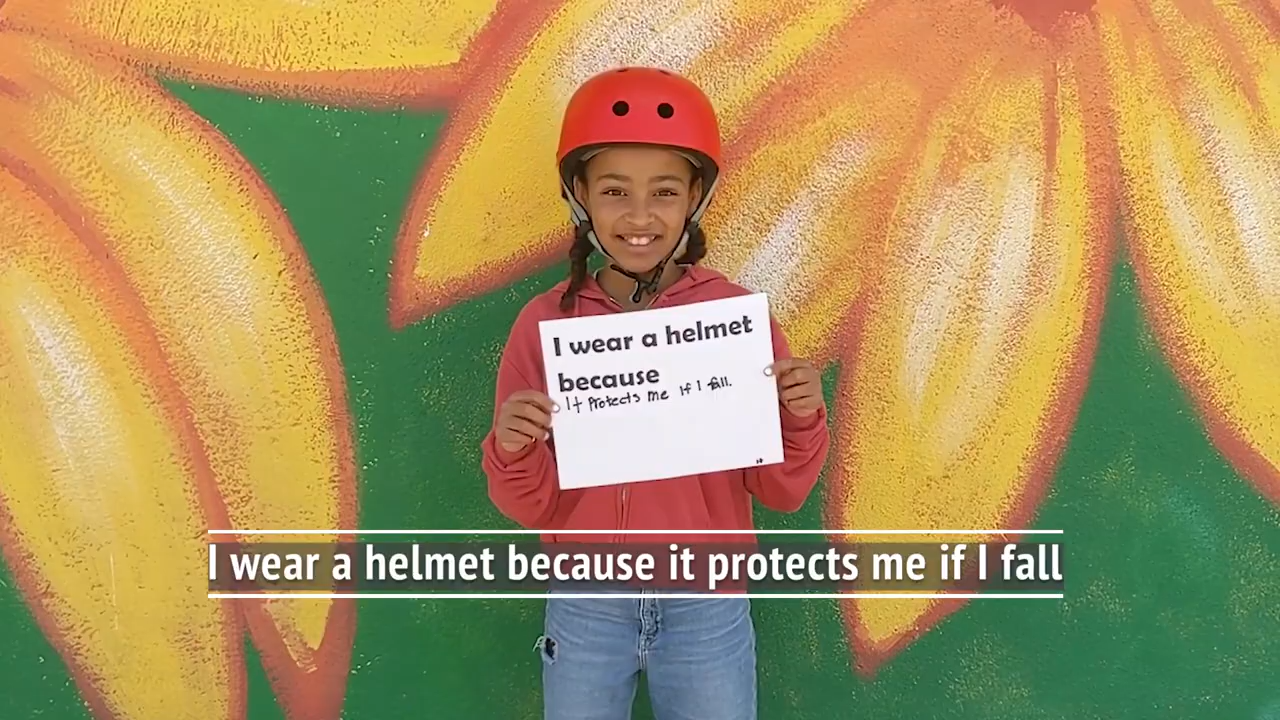 I wear a helmet
because
It Protects me If I fall.
I wear a helmet because it protects me if I fall